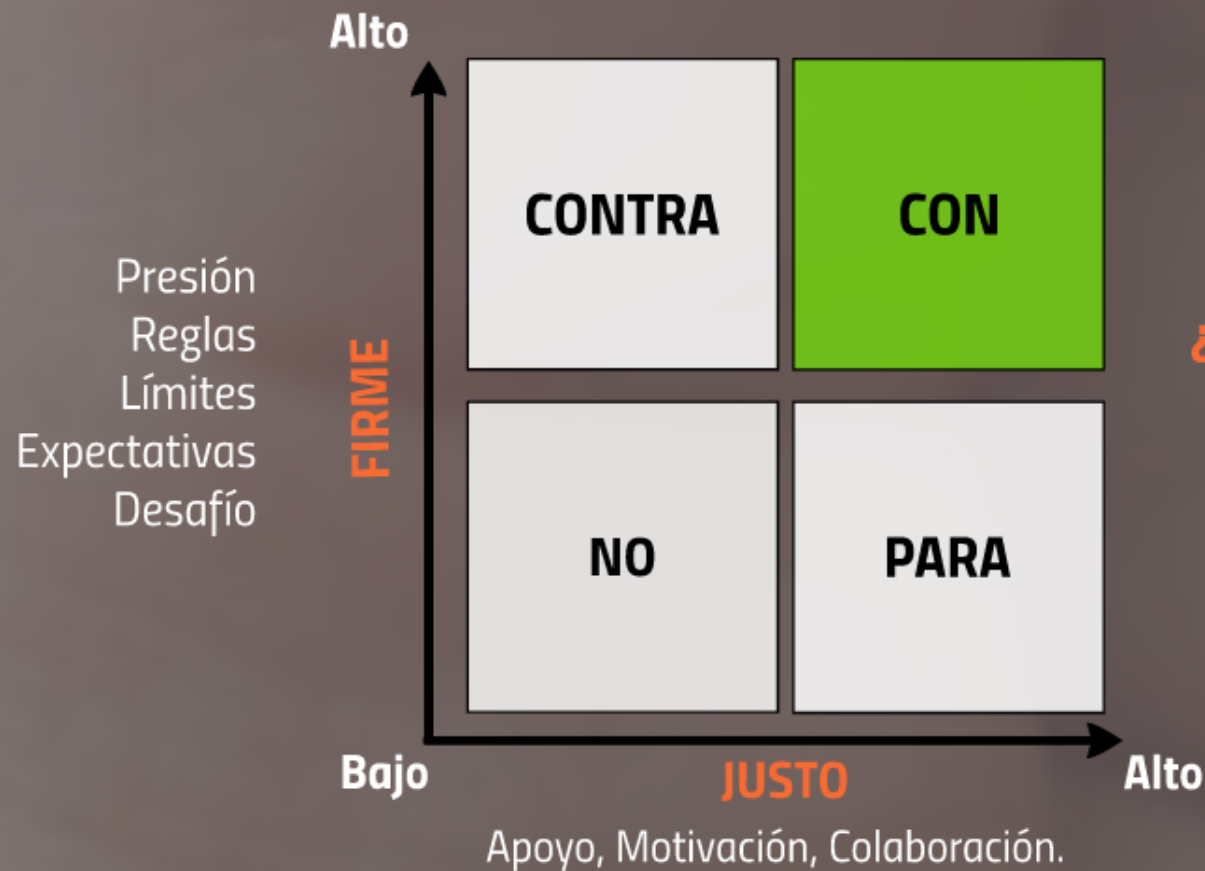 Alto
CONTRA
CON
Presión
Reglas
Límites
Expectativas
Desafío
FIRME
¿
NO
PARA
Bajo
JUSTO
Alto
Apoyo, Motivación, Colaboración.